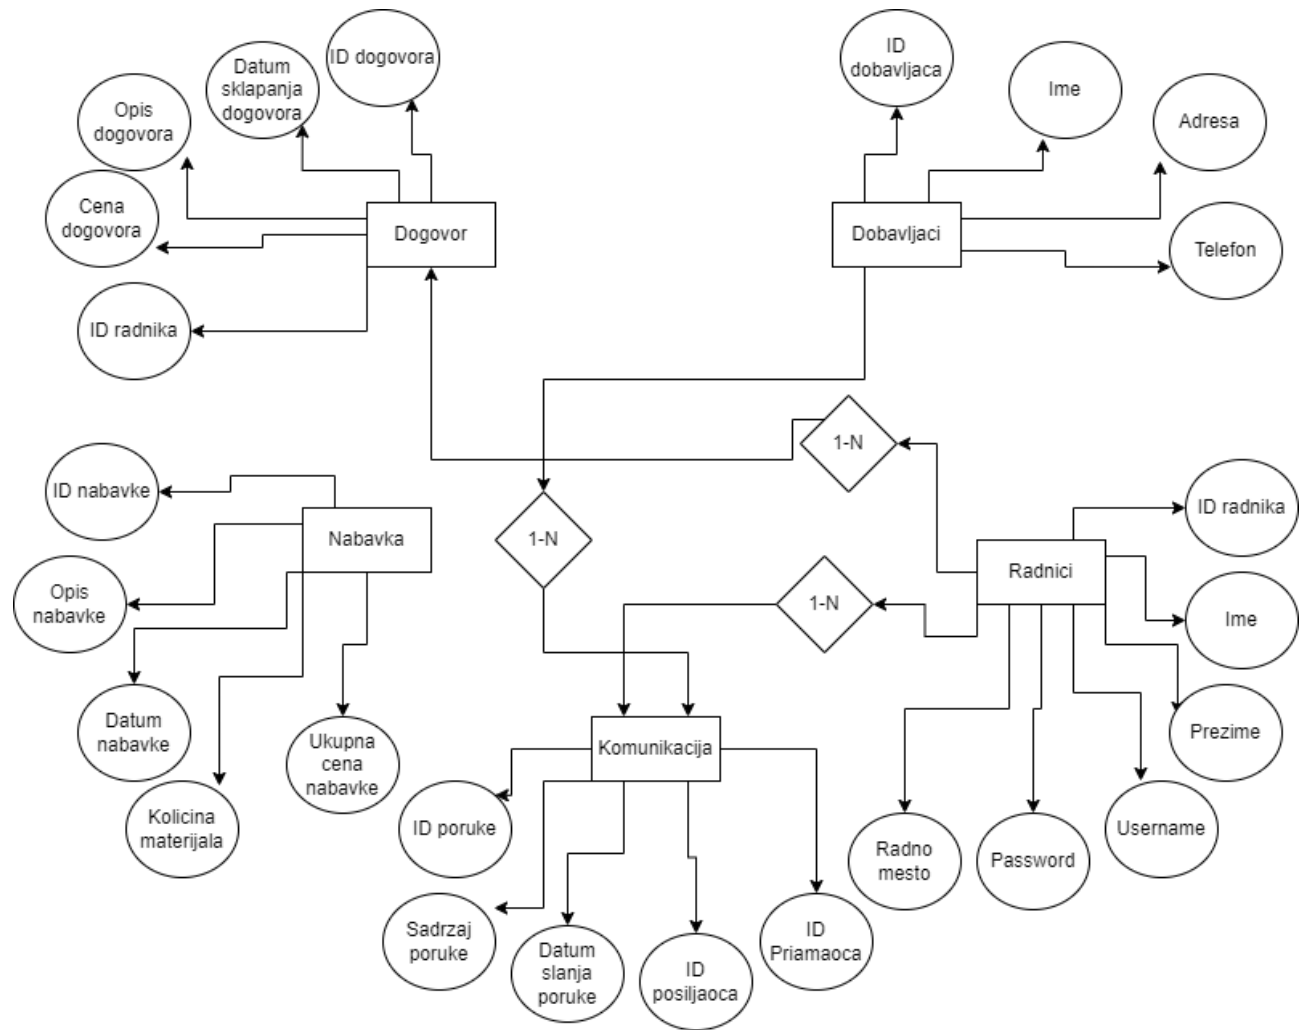 ID dogovora
Datum
sklapanja
dogovora
Opis
dogovora
Cena
dogovora
ID radnika
Dogovor
ID
dobavljaca
Ime
Adresa
Telefon
Dobavljaci
1-N
1-N
1-N
ID nabavke
Nabavka
Opis
nabavke
Datum
nabavke
Kolicina
materijala
Ukupna
cena
nabavke
Radnici
ID radnika
Ime
Prezime
Username
Password
Radno
mesto
Komunikacija
ID poruke
Sadrzaj
poruke
Datum
slanja
poruke
ID
posiljaoca
ID
Priamaoca